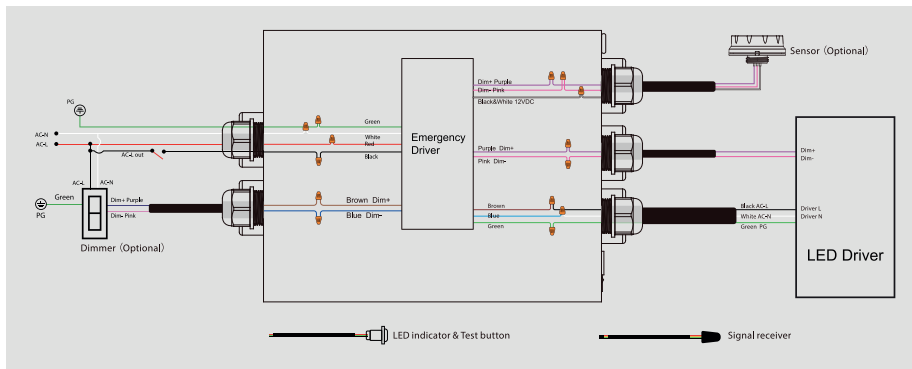 Sensor (Optional)
Dim+ Purple
Dim- Pink
Black&White 12VDC
PG
Green
AC-N
White
AC-L
Red
AC-L out
Black
Emergency
Driver
Purple Dim+
Pink Dim-
Dim+
Dim-
AC-L
AC-N
Green
PG
Dim+ Purple
Dim- Pink
Brown Dim+
Blue Dim-
Brown
Blue
Green
Black AC-L
White AC-N
Green PG
Driver L
Driver N
LED Driver
Dimmer (Optional)
LED indicator & Test button
Signal receiver